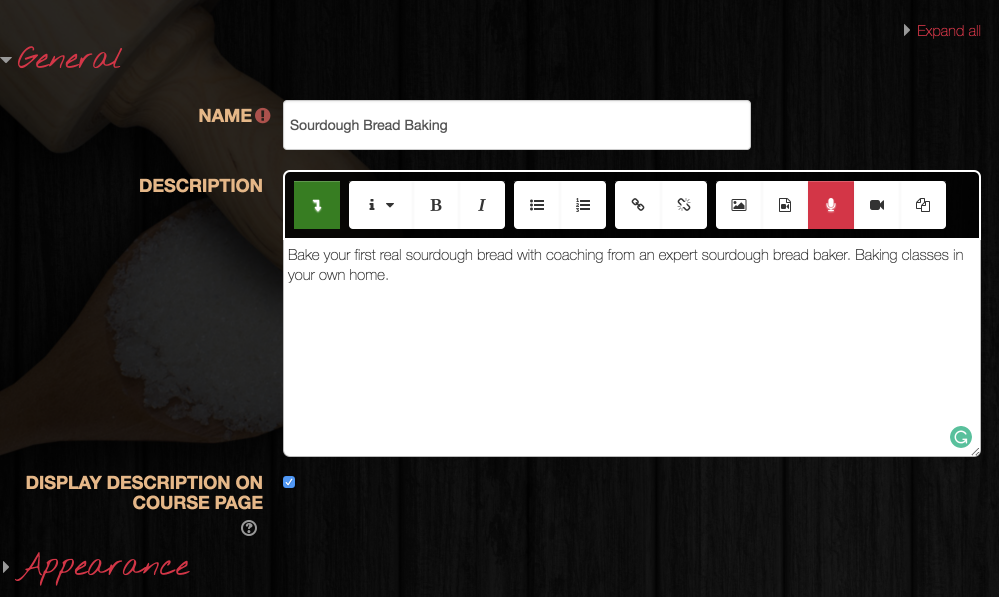 Expand all
General
NAME
Sourdough Bread Baking
DESCRIPTION
B I
Bake your first real sourdough bread with coaching from an expert sourdough bread baker. Baking classes in
your own home.
DISPLAY DESCRIPTION ON
COURSE PAGE
Appearance